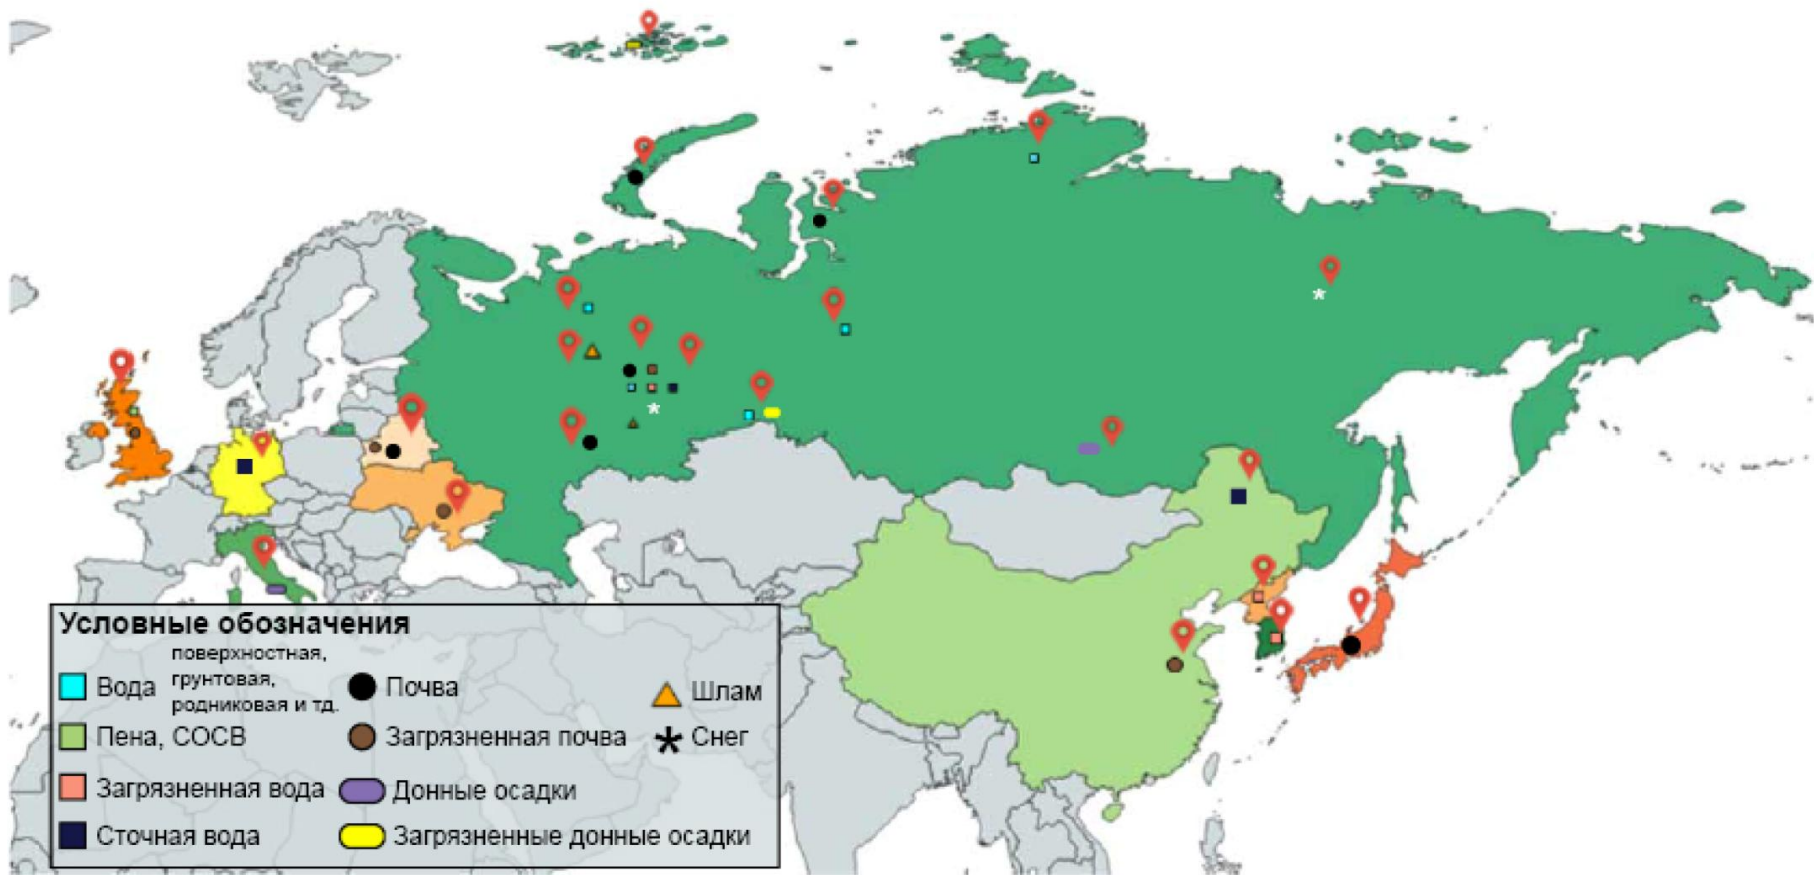 Условные обозначения
Вода
поверхностная,
грунтовая,
родниковая и тд.
Почва
Шлам
Пена, СОСВ
Загрязненная почва
Снег
Загрязненная вода
Донные осадки
Сточная вода
Загрязненные донные осадки